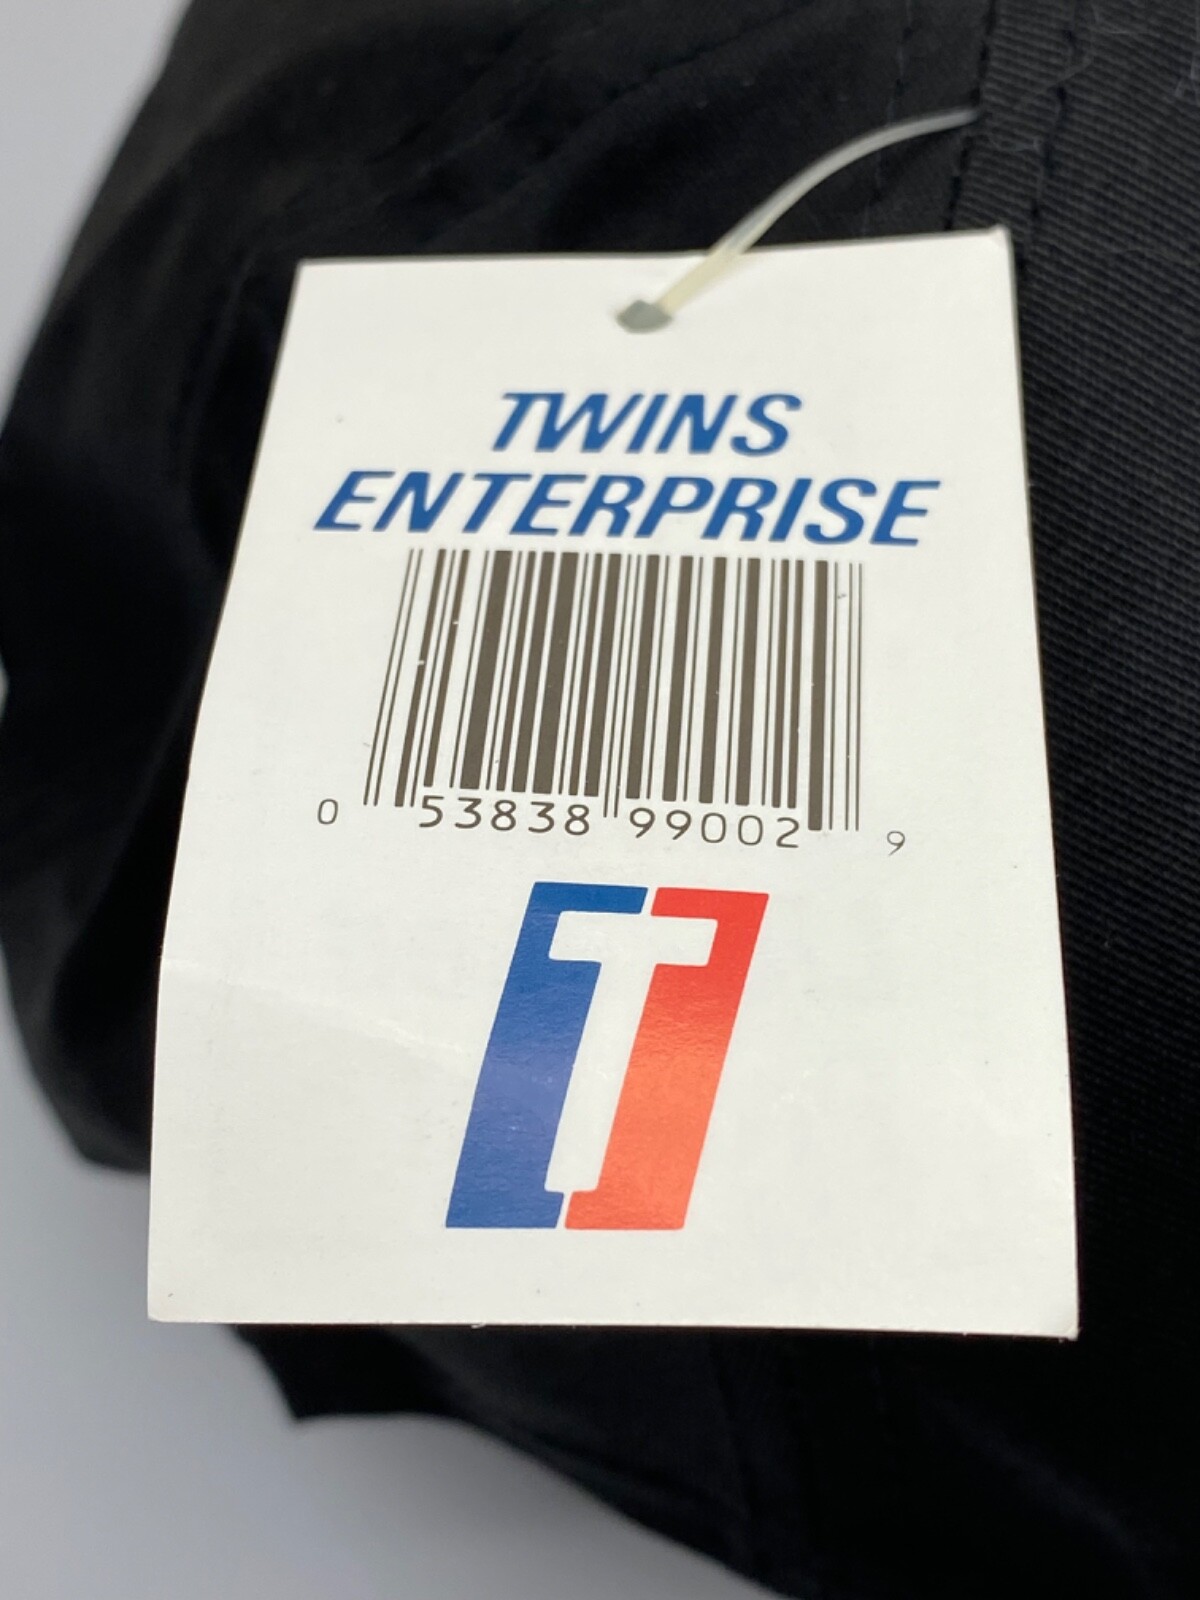 TWINS
ENTERPRISE
0 53838 99002 9
T